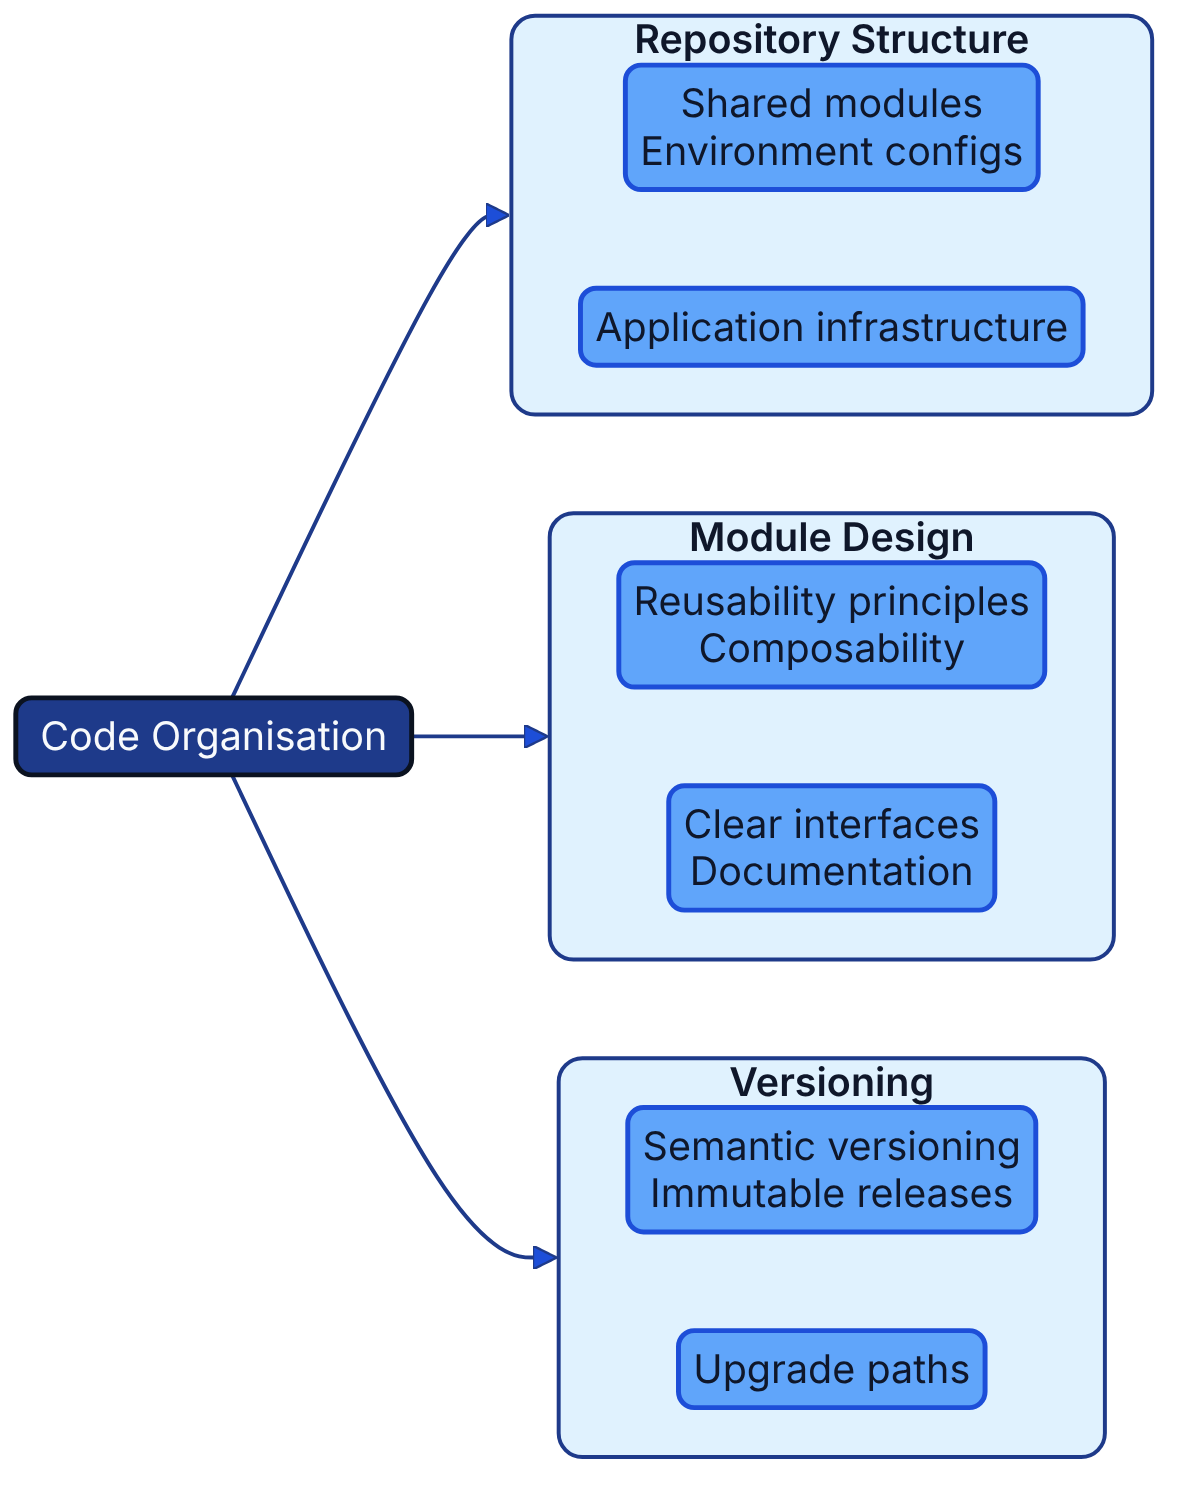 Repository Structure
Shared modules
Environment configs
Application infrastructure
Module Design
Reusability principles
Composability
Code Organisation
Clear interfaces
Documentation
Versioning
Semantic versioning
Immutable releases
Upgrade paths